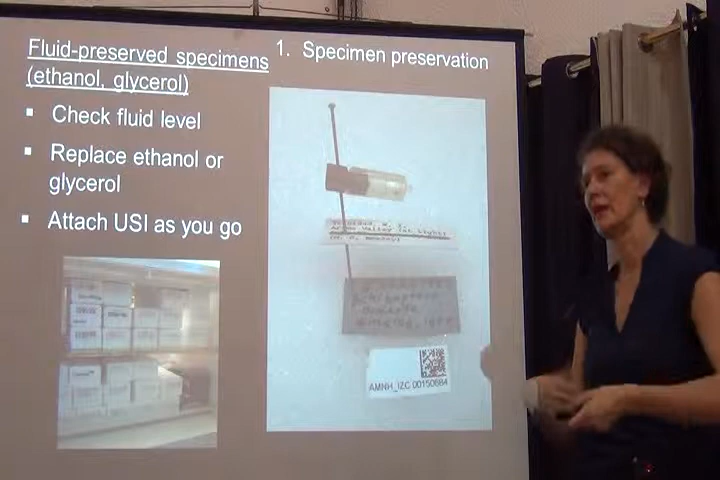 Fluid-preserved specimens
(ethanol, glycerol)
▪ Check fluid level
▪ Replace ethanol or
glycerol
▪ Attach USI as you go
1. Specimen preservation
AMNH_IZC 00150684